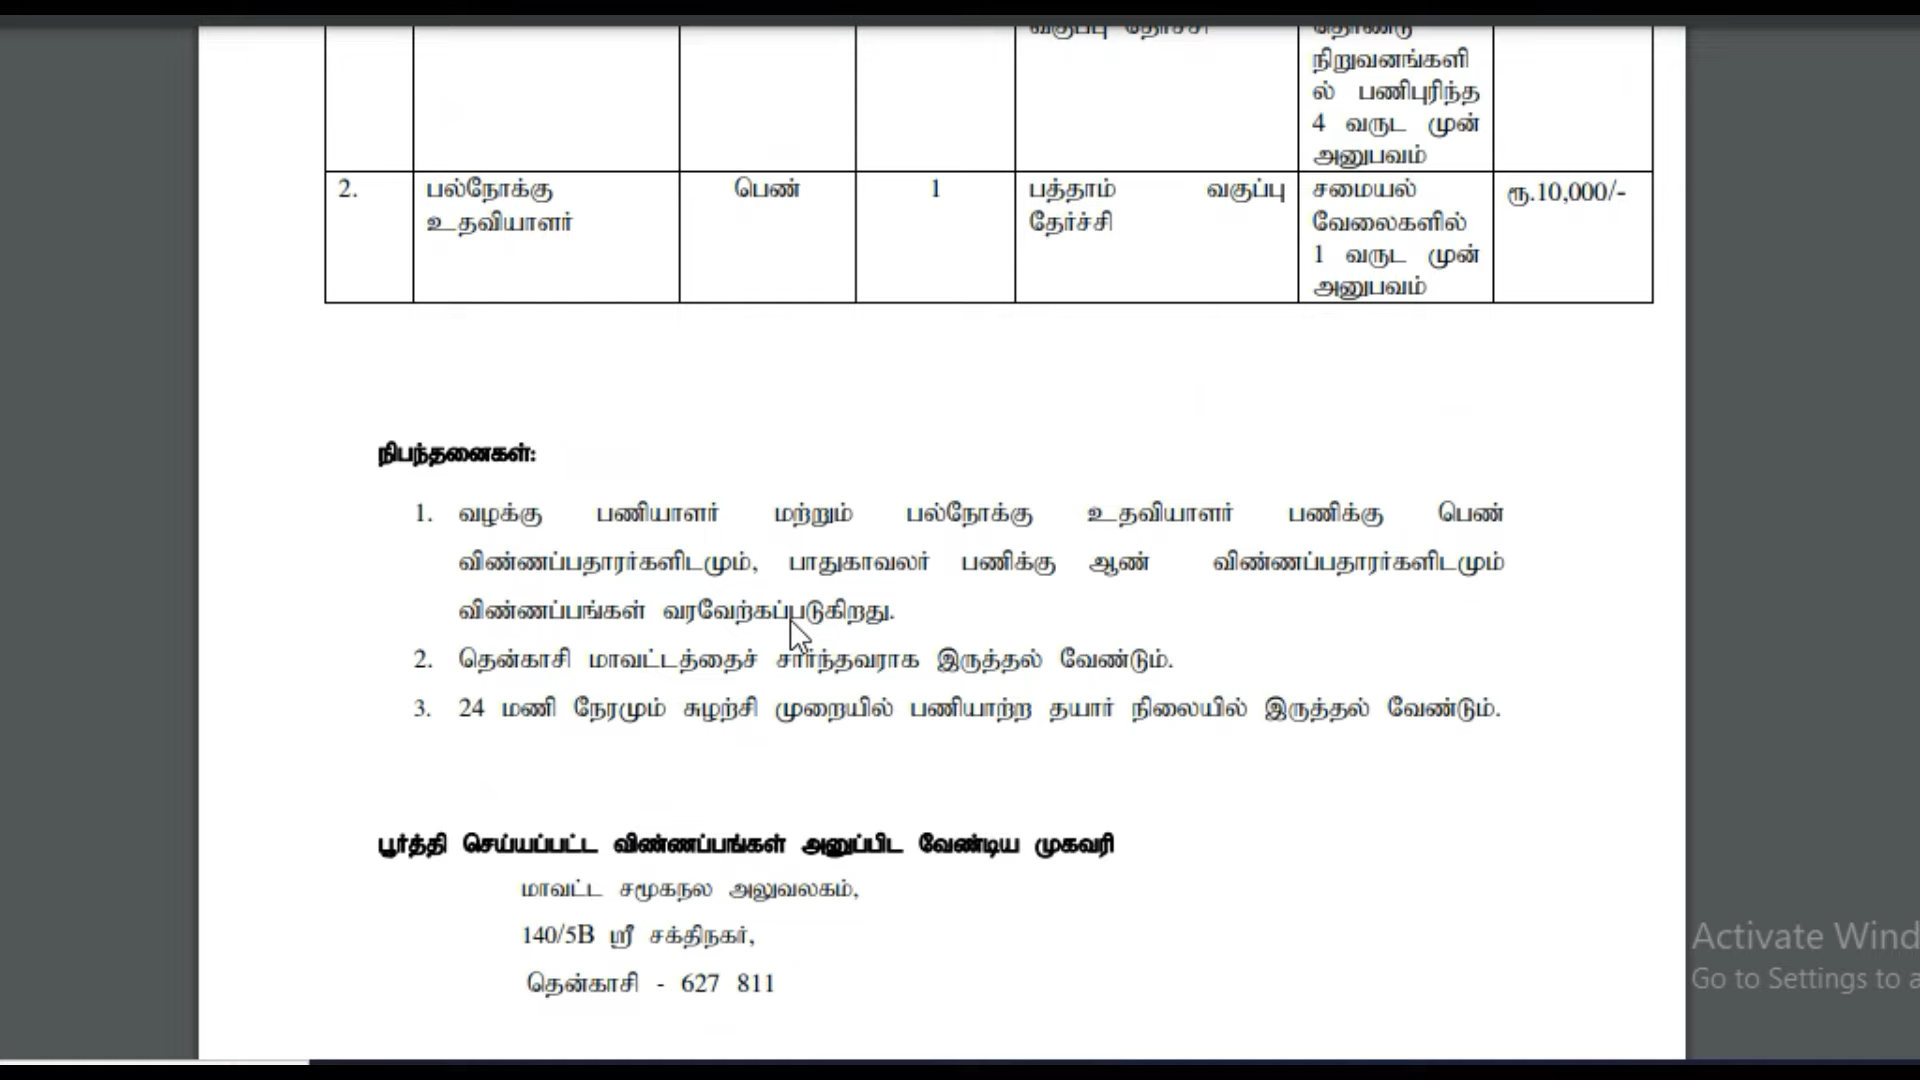 வகுப்பு தேர்ச்சி
தொண்டு
நிறுவனங்களி
ல் பணிபுரிந்த
4 வருட முன்
அனுபவம்
2. பல்நோக்கு பெண் 1 பத்தாம் வகுப்பு சமையல் ரூ.10,000/-
உதவியாளர் தேர்ச்சி வேலைகளில்
1 வருட முன்
அனுபவம்
நிபந்தனைகள்:
1. வழக்கு பணியாளர் மற்றும் பல்நோக்கு உதவியாளர் பணிக்கு பெண்
விண்ணப்பதாரர்களிடமும், பாதுகாவலர் பணிக்கு ஆண் விண்ணப்பதாரர்களிடமும்
விண்ணப்பங்கள் வரவேற்கப்படுகிறது.
2. தென்காசி மாவட்டத்தைச் சார்ந்தவராக இருத்தல் வேண்டும்.
3. 24 மணி நேரமும் சுழற்சி முறையில் பணியாற்ற தயார் நிலையில் இருத்தல் வேண்டும்.
பூர்த்தி செய்யப்பட்ட விண்ணப்பங்கள் அனுப்பிட வேண்டிய முகவரி
மாவட்ட சமூகநல அலுவலகம்,
140/5B ஸ்ரீ சக்திநகர்,
தென்காசி - 627 811
Activate Wind
Go to Settings to a